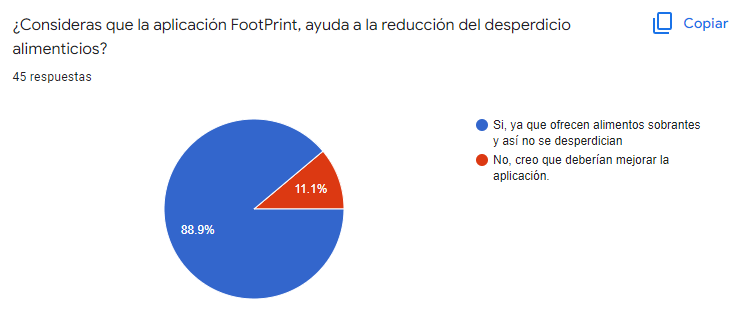 ¿Consideras que la aplicación FootPrint, ayuda a la reducción del desperdicio
alimenticios?
Copiar
45 respuestas
Si, ya que ofrecen alimentos sobrantes
y así no se desperdician
No, creo que deberían mejorar la
aplicación.
11.1%
88.9%